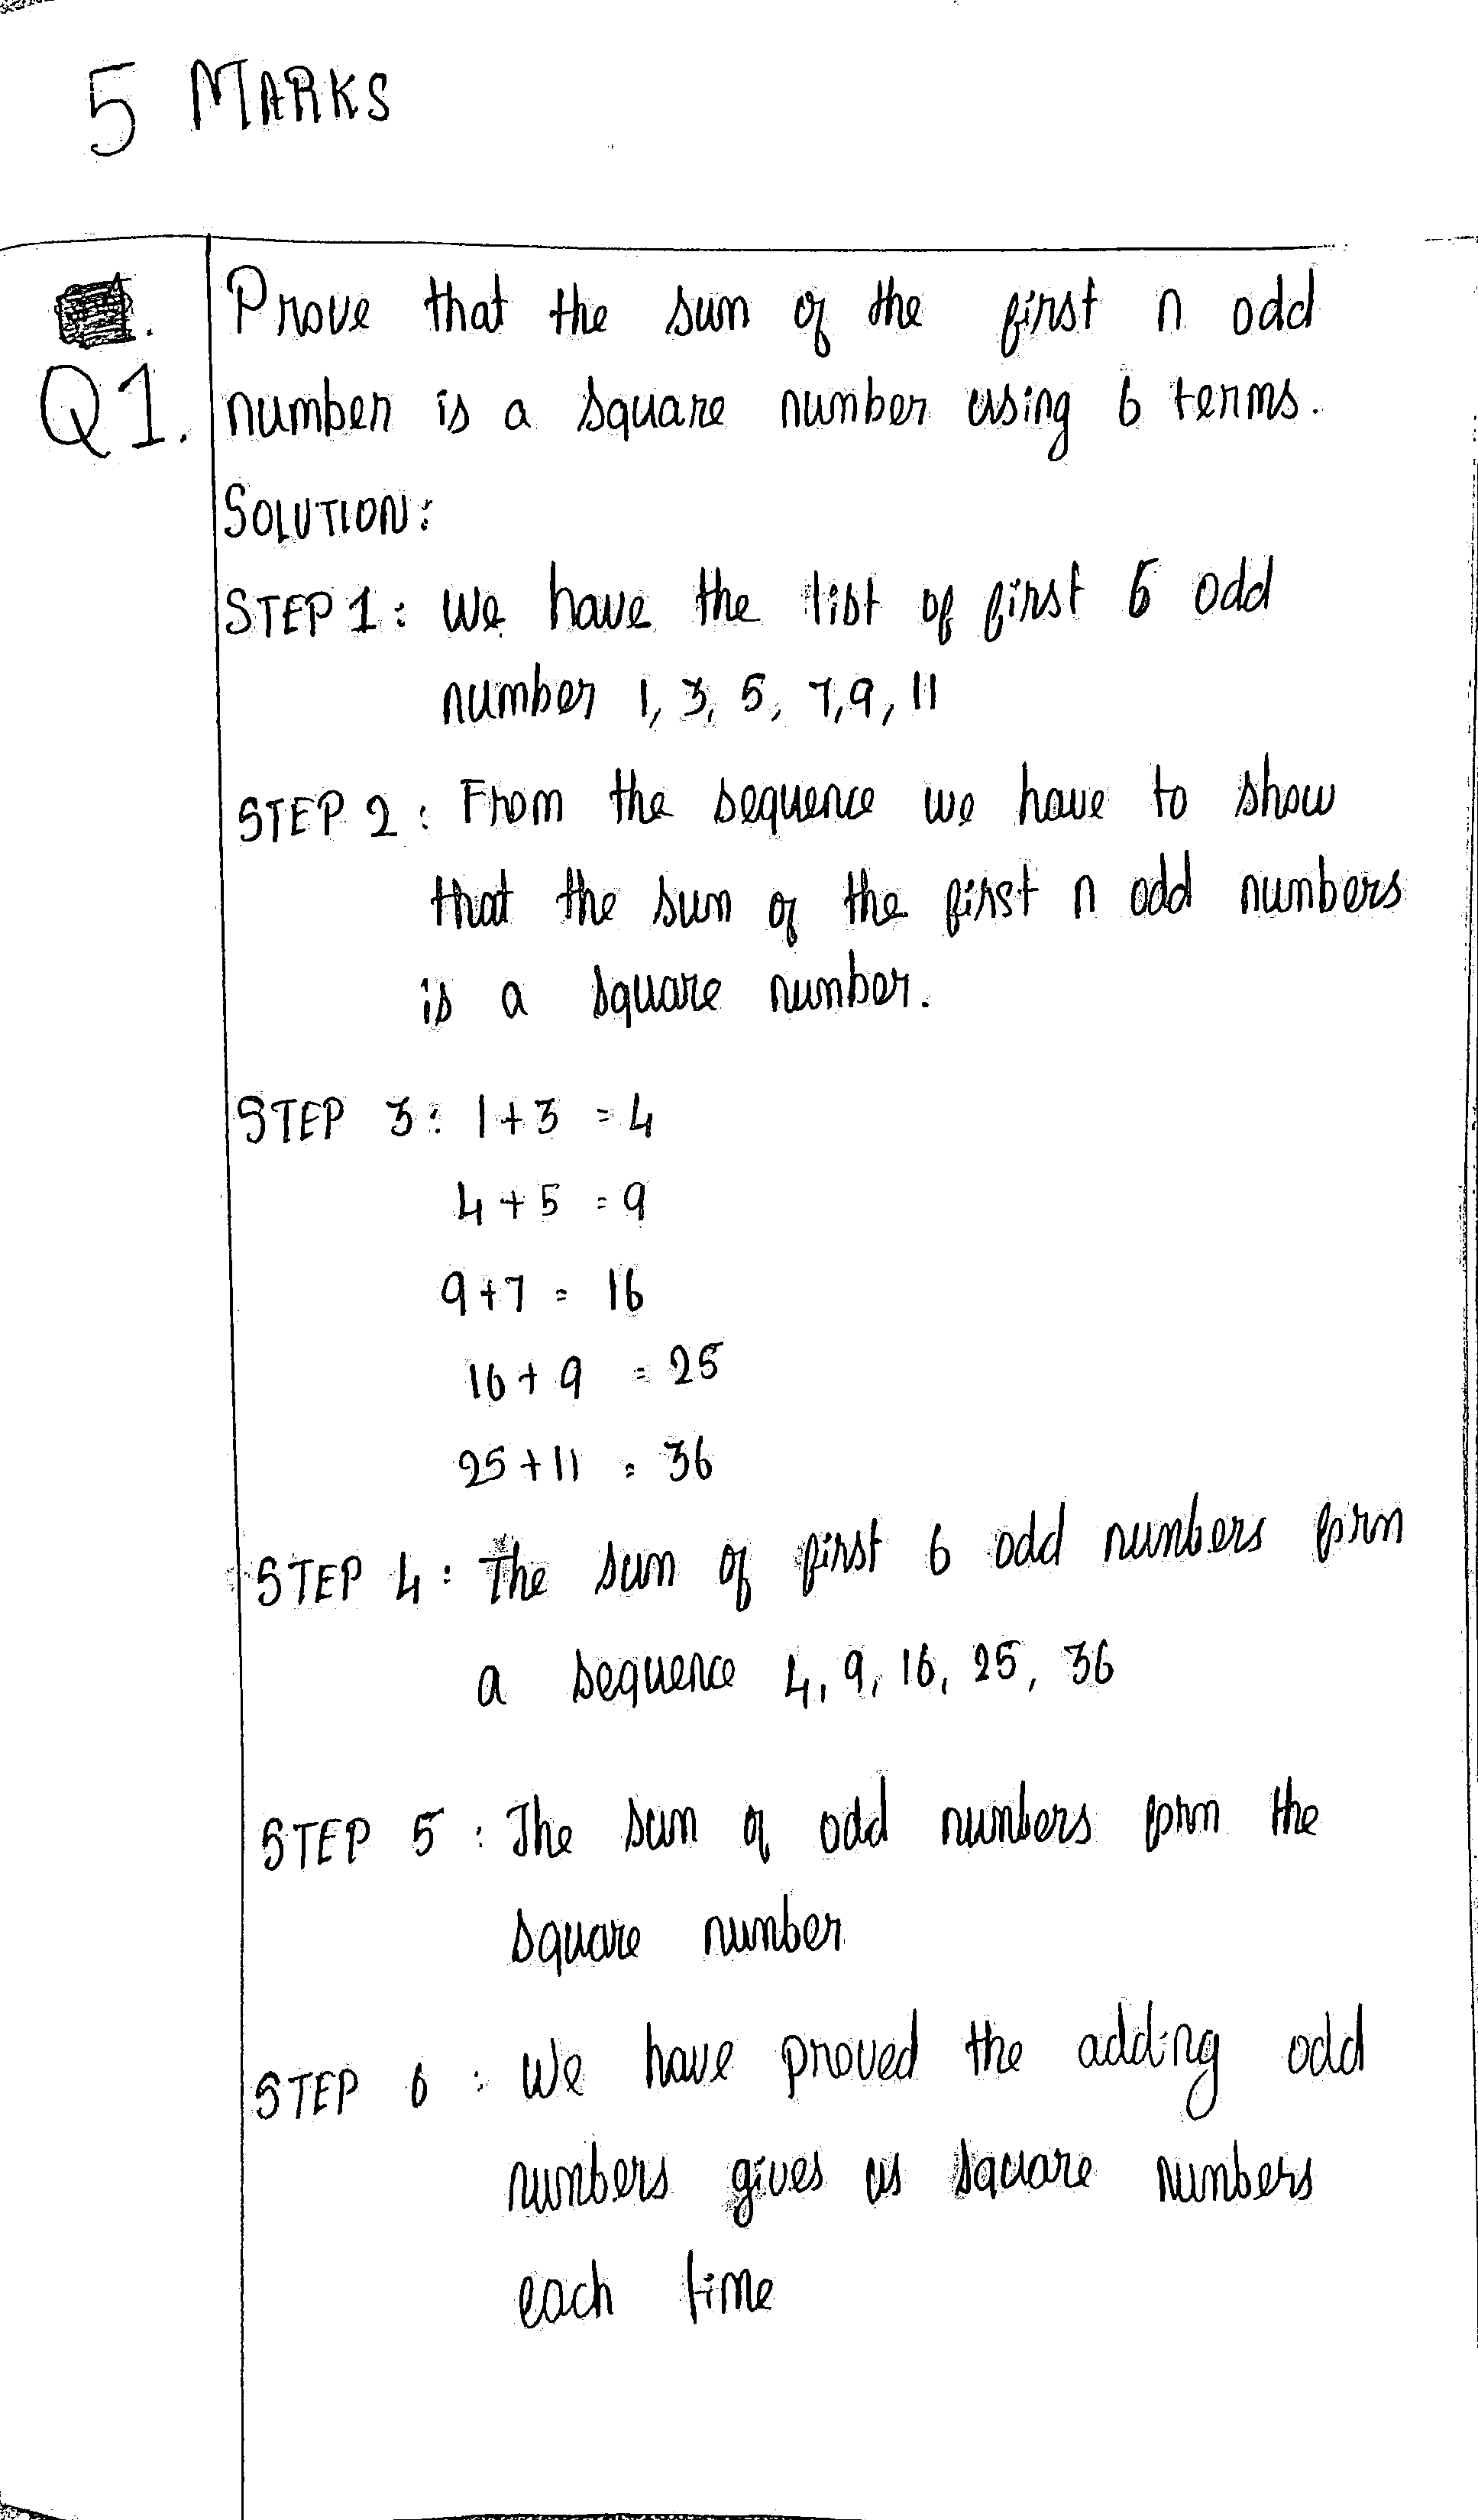 5 MARKS
Prove that the sum of the first n odd
Q1. number is a square number using 6 terms.
SOLUTION:
STEP 1: We have the list of first 6 odd
number 1, 3, 5, 7, 9, 11
STEP 2: From the sequence we have to show
that the sum of the first n odd numbers
is a square number.
STEP 3: 1+3 = 4
4+5 = 9
9+7 = 16
16+9 = 25
25+11 = 36
STEP 4: The sum of first 6 odd numbers form
a sequence 4, 9, 16, 25, 36
STEP 5: The sum of odd numbers form the
square number
STEP 6: We have proved the adding odd
numbers gives us square numbers
each time